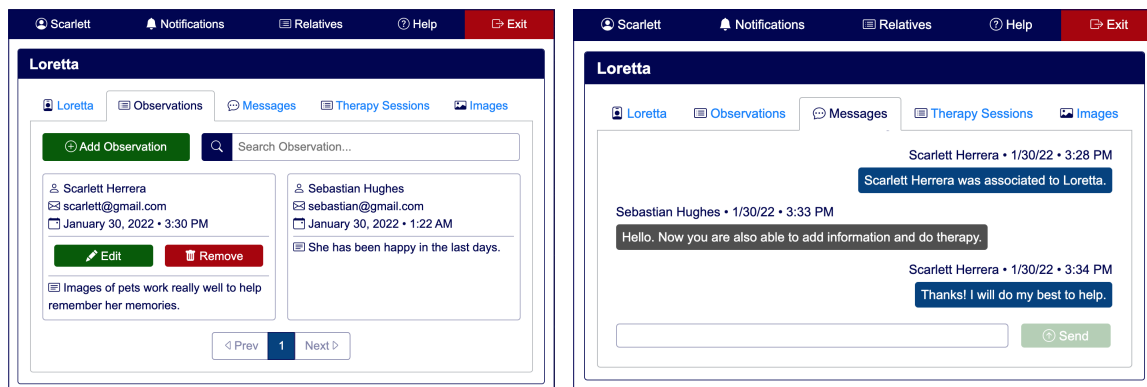 Scarlett Notifications Relatives Help Exit
Loretta
Loretta Observations Messages Therapy Sessions Images
Add Observation Search Observation...
Scarlett Herrera
scarlett@gmail.com
January 30, 2022 • 3:30 PM
Edit Remove
Images of pets work really well to help
remember her memories.
Sebastian Hughes
sebastian@gmail.com
January 30, 2022 • 1:22 AM
She has been happy in the last days.
Prev 1 Next
Scarlett Notifications Relatives Help Exit
Loretta
Loretta Observations Messages Therapy Sessions Images
Scarlett Herrera • 1/30/22 • 3:28 PM
Scarlett Herrera was associated to Loretta.
Sebastian Hughes • 1/30/22 • 3:33 PM
Hello. Now you are also able to add information and do therapy.
Scarlett Herrera • 1/30/22 • 3:34 PM
Thanks! I will do my best to help.
Send